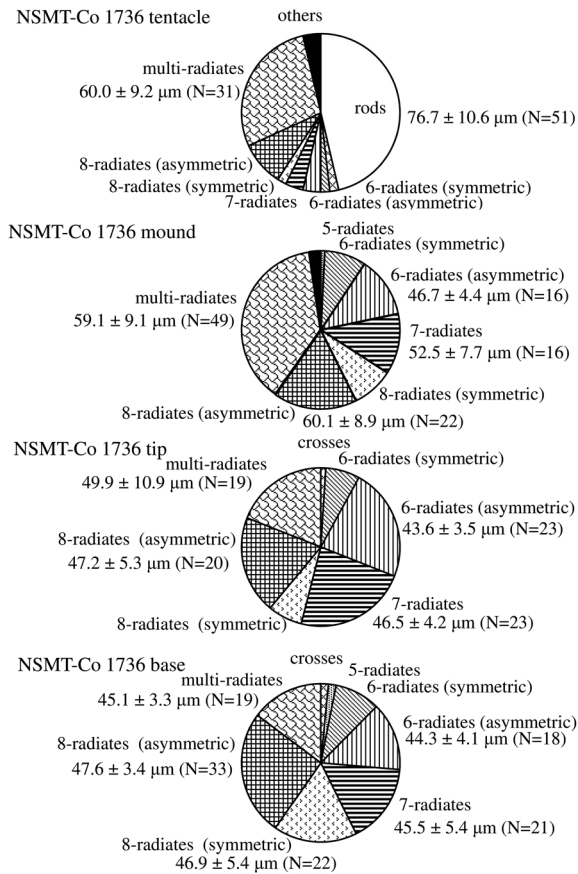 NSMT-Co 1736 tentacle
others
multi-radiates
60.0 ± 9.2 μm (N=31)
rods
76.7 ± 10.6 μm (N=51)
8-radiates (asymmetric)
8-radiates (symmetric)
6-radiates (symmetric)
7-radiates
6-radiates (asymmetric)
NSMT-Co 1736 mound
5-radiates
6-radiates (symmetric)
6-radiates (asymmetric)
46.7 ± 4.4 μm (N=16)
multi-radiates
59.1 ± 9.1 μm (N=49)
7-radiates
52.5 ± 7.7 μm (N=16)
8-radiates (symmetric)
8-radiates (asymmetric)
60.1 ± 8.9 μm (N=22)
NSMT-Co 1736 tip
crosses
6-radiates (symmetric)
multi-radiates
49.9 ± 10.9 μm (N=19)
6-radiates (asymmetric)
43.6 ± 3.5 μm (N=23)
8-radiates (asymmetric)
47.2 ± 5.3 μm (N=20)
7-radiates
46.5 ± 4.2 μm (N=23)
8-radiates (symmetric)
NSMT-Co 1736 base
crosses
5-radiates
6-radiates (symmetric)
multi-radiates
45.1 ± 3.3 μm (N=19)
6-radiates (asymmetric)
44.3 ± 4.1 μm (N=18)
8-radiates (asymmetric)
47.6 ± 3.4 μm (N=33)
7-radiates
45.5 ± 5.4 μm (N=21)
8-radiates (symmetric)
46.9 ± 5.4 μm (N=22)